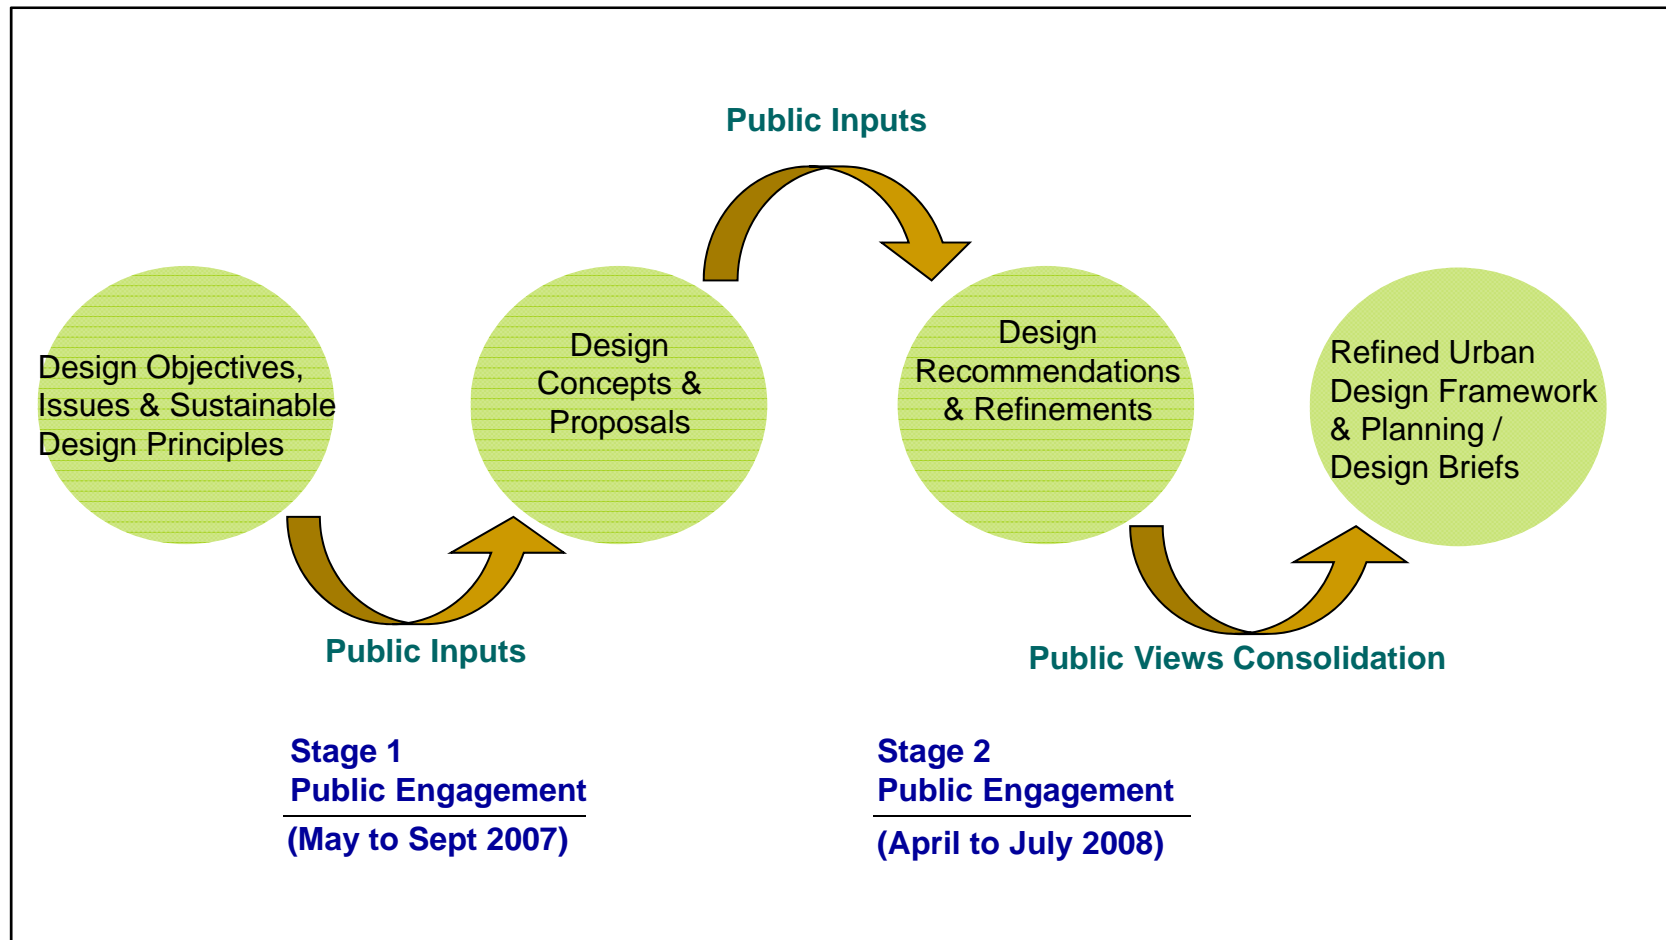 Public Inputs
Design Objectives,
Issues & Sustainable
Design Principles
Design
Concepts &
Proposals
Design
Recommendations
& Refinements
Refined Urban
Design Framework
& Planning /
Design Briefs
Public Inputs
Public Views Consolidation
Stage 1
Public Engagement
(May to Sept 2007)
Stage 2
Public Engagement
(April to July 2008)